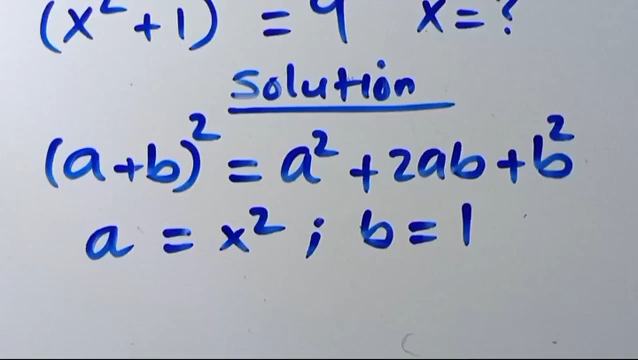 (x² + 1) = 9 x = ?
Solution
(a+b)² = a² + 2ab + b²
a = x² ; b = 1